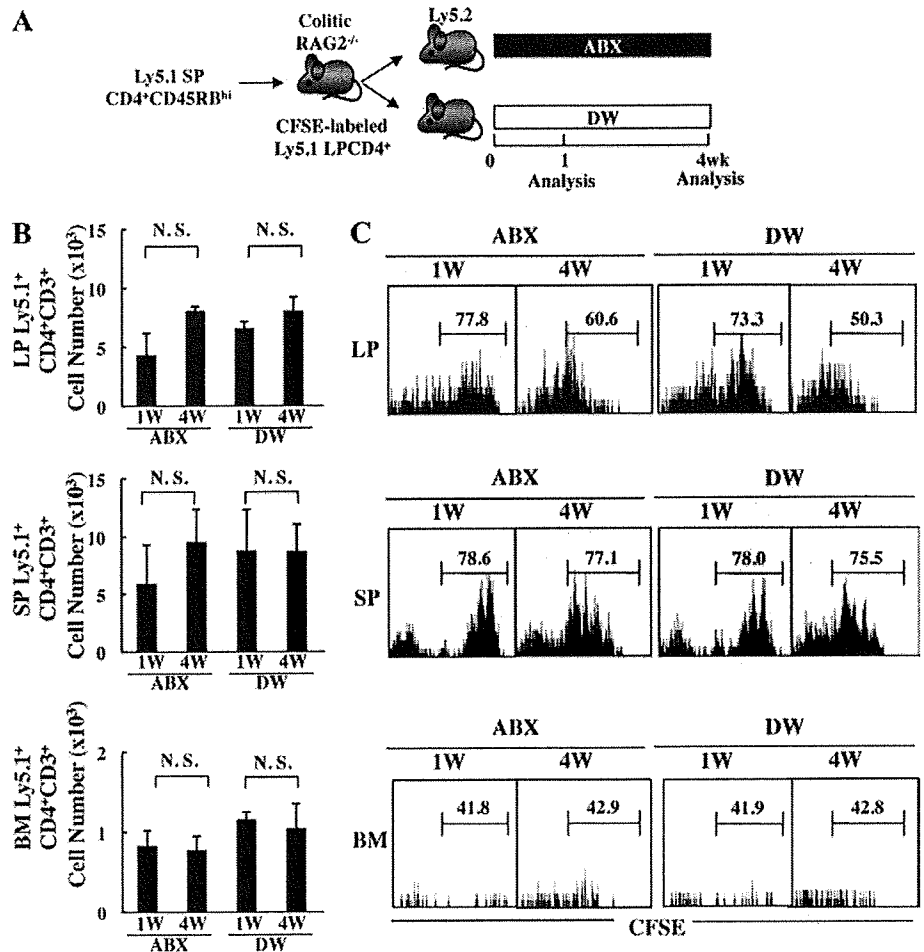 A
Colitic
RAG2-/-
Ly5.2
ABX
Ly5.1 SP
CD4+CD45RBhi
CFSE-labeled
Ly5.1 LPCD4+
DW
0 1 4wk
Analysis Analysis
B
LP Ly5.1+
CD4+CD3+
Cell Number (x10³)
15
10
5
0
N.S. N.S.
1W 4W 1W 4W
ABX DW
SP Ly5.1+
CD4+CD3+
Cell Number (x10³)
15
10
5
0
N.S. N.S.
1W 4W 1W 4W
ABX DW
BM Ly5.1+
CD4+CD3+
Cell Number (x10³)
2
1
0
N.S. N.S.
1W 4W 1W 4W
ABX DW
C
ABX DW
1W 4W 1W 4W
LP
77.8 60.6 73.3 50.3
ABX DW
1W 4W 1W 4W
SP
78.6 77.1 78.0 75.5
ABX DW
1W 4W 1W 4W
BM
41.8 42.9 41.9 42.8
CFSE